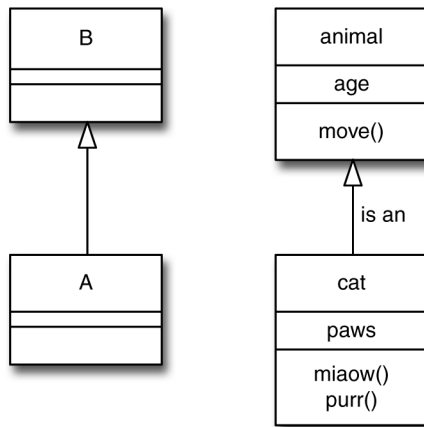 B
A
animal
age
move()
is an
cat
paws
miaow()
purr()